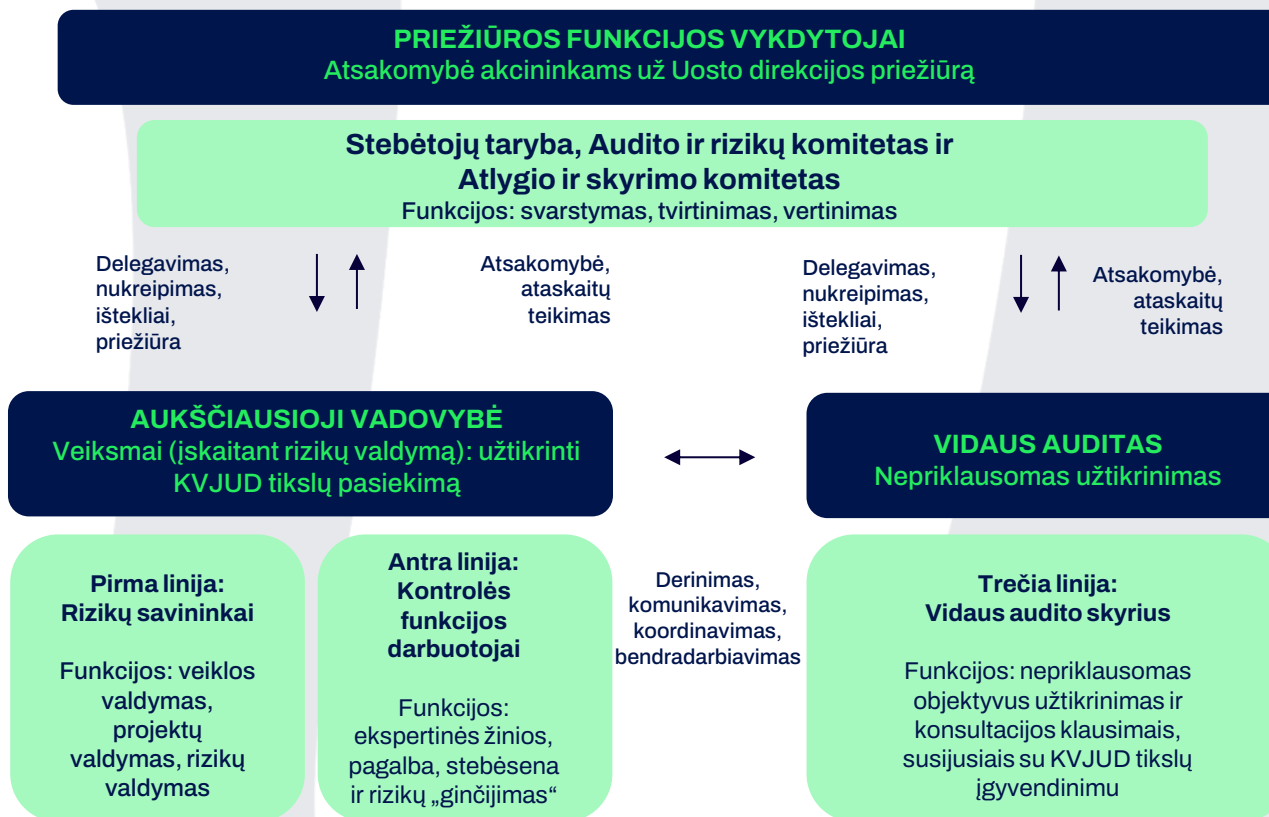 PRIEŽIŪROS FUNKCIJOS VYKDYTOJAI
Atsakomybė akcininkams už Uosto direkcijos priežiūrą
Stebėtojų taryba, Audito ir rizikų komitetas ir
Atlygio ir skyrimo komitetas
Funkcijos: svarstymas, tvirtinimas, vertinimas
Delegavimas,
nukreipimas,
ištekliai,
priežiūra
Atsakomybė,
ataskaitų
teikimas
Delegavimas,
nukreipimas,
ištekliai,
priežiūra
Atsakomybė,
ataskaitų
teikimas
AUKŠČIAUSIOJI VADOVYBĖ
Veiksmai (įskaitant rizikų valdymą): užtikrinti
KVJUD tikslų pasiekimą
VIDAUS AUDITAS
Nepriklausomas užtikrinimas
Pirma linija:
Rizikų savininkai
Funkcijos: veiklos
valdymas,
projektų
valdymas, rizikų
valdymas
Antra linija:
Kontrolės
funkcijos
darbuotojai
Funkcijos:
ekspertinės žinios,
pagalba, stebėsena
ir rizikų „ginčijimas“
Derinimas,
komunikavimas,
koordinavimas,
bendradarbiavimas
Trečia linija:
Vidaus audito skyrius
Funkcijos: nepriklausomas
objektyvus užtikrinimas ir
konsultacijos klausimais,
susijusiais su KVJUD tikslų
įgyvendinimu